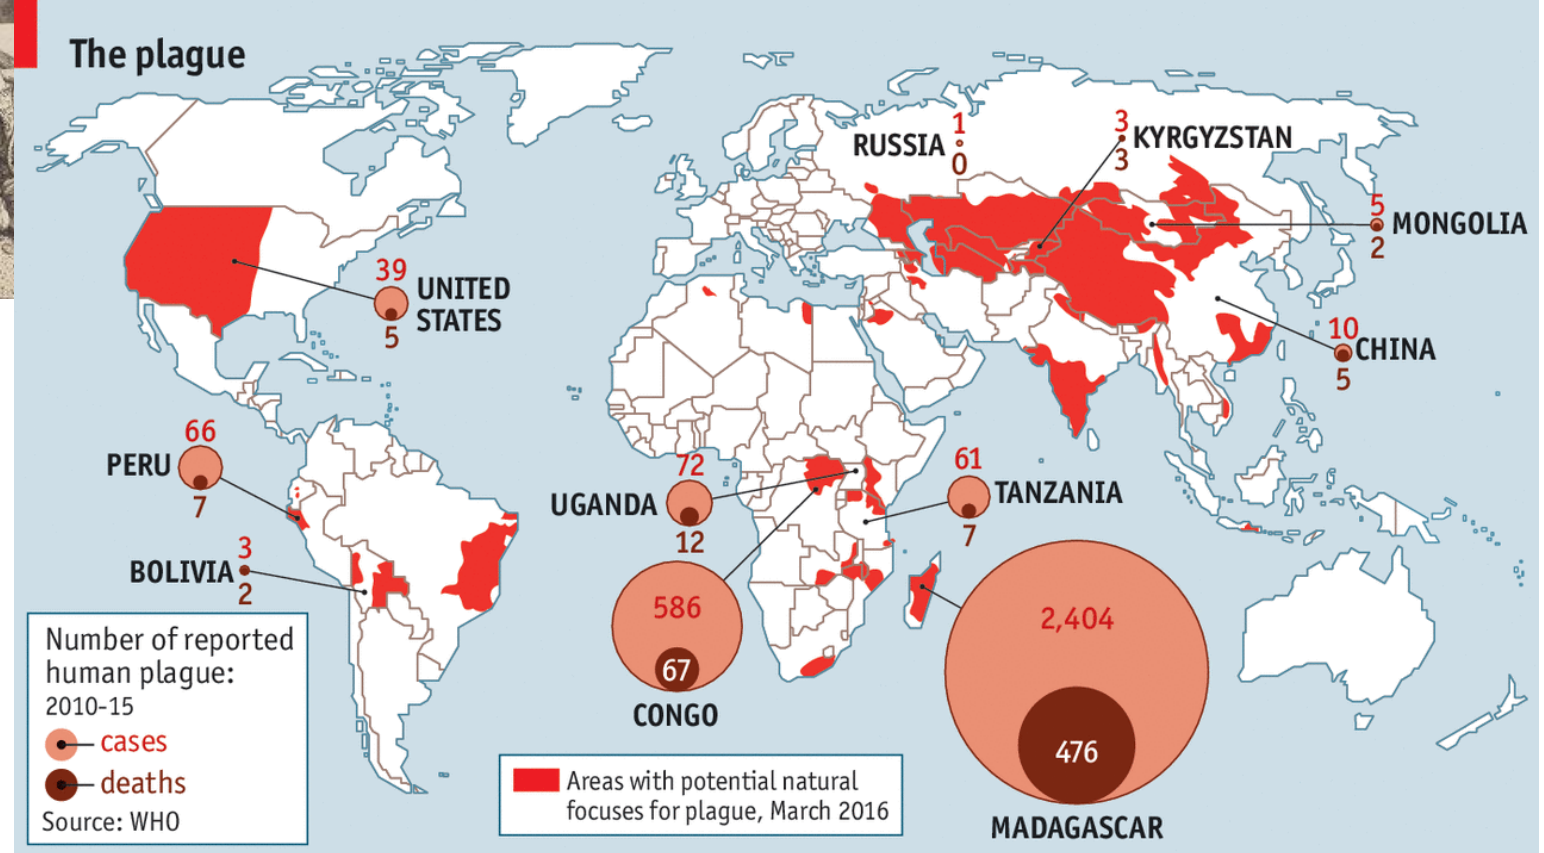 The plague
RUSSIA
1
0
3
KYRGYZSTAN
3
5
MONGOLIA
2
39
UNITED
STATES
5
10
CHINA
5
66
PERU
7
72
UGANDA
12
61
TANZANIA
7
3
BOLIVIA
2
586
67
CONGO
2,404
476
MADAGASCAR
Number of reported
human plague:
2010-15
cases
deaths
Source: WHO
Areas with potential natural
focuses for plague, March 2016